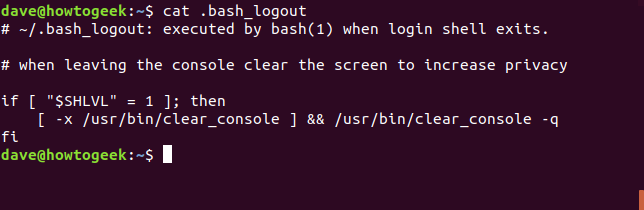 dave@howtogeek:~$ cat .bash_logout
# ~/.bash_logout: executed by bash(1) when login shell exits.
# when leaving the console clear the screen to increase privacy
if [ "$SHLVL" = 1 ]; then
    [ -x /usr/bin/clear_console ] && /usr/bin/clear_console -q
fi
dave@howtogeek:~$